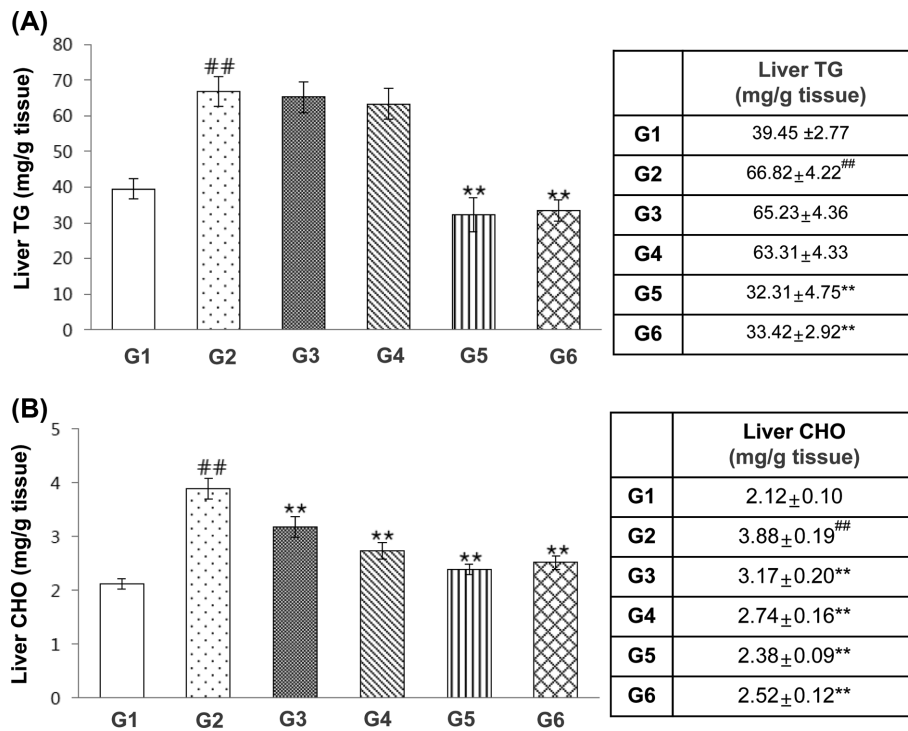 (A)
Liver TG (mg/g tissue)
80
70
60
50
40
30
20
10
0
##
**
**
G1 G2 G3 G4 G5 G6
Liver TG
(mg/g tissue)
G1 39.45 ±2.77
G2 66.82±4.22##
G3 65.23±4.36
G4 63.31±4.33
G5 32.31±4.75**
G6 33.42±2.92**
(B)
Liver CHO (mg/g tissue)
5
4
3
2
1
0
##
**
**
**
**
G1 G2 G3 G4 G5 G6
Liver CHO
(mg/g tissue)
G1 2.12±0.10
G2 3.88±0.19##
G3 3.17±0.20**
G4 2.74±0.16**
G5 2.38±0.09**
G6 2.52±0.12**